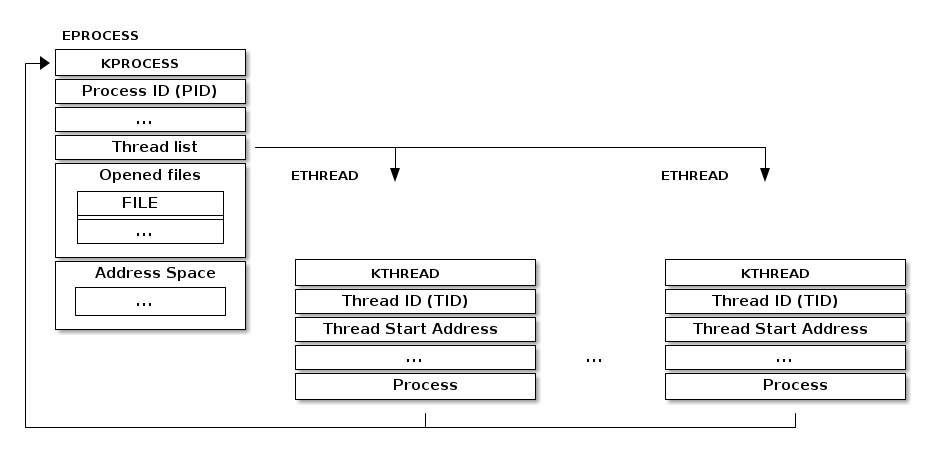 EPROCESS
KPROCESS
Process ID (PID)
...
Thread list
Opened files
FILE
...
Address Space
...
ETHREAD
KTHREAD
Thread ID (TID)
Thread Start Address
...
Process
...
ETHREAD
KTHREAD
Thread ID (TID)
Thread Start Address
...
Process